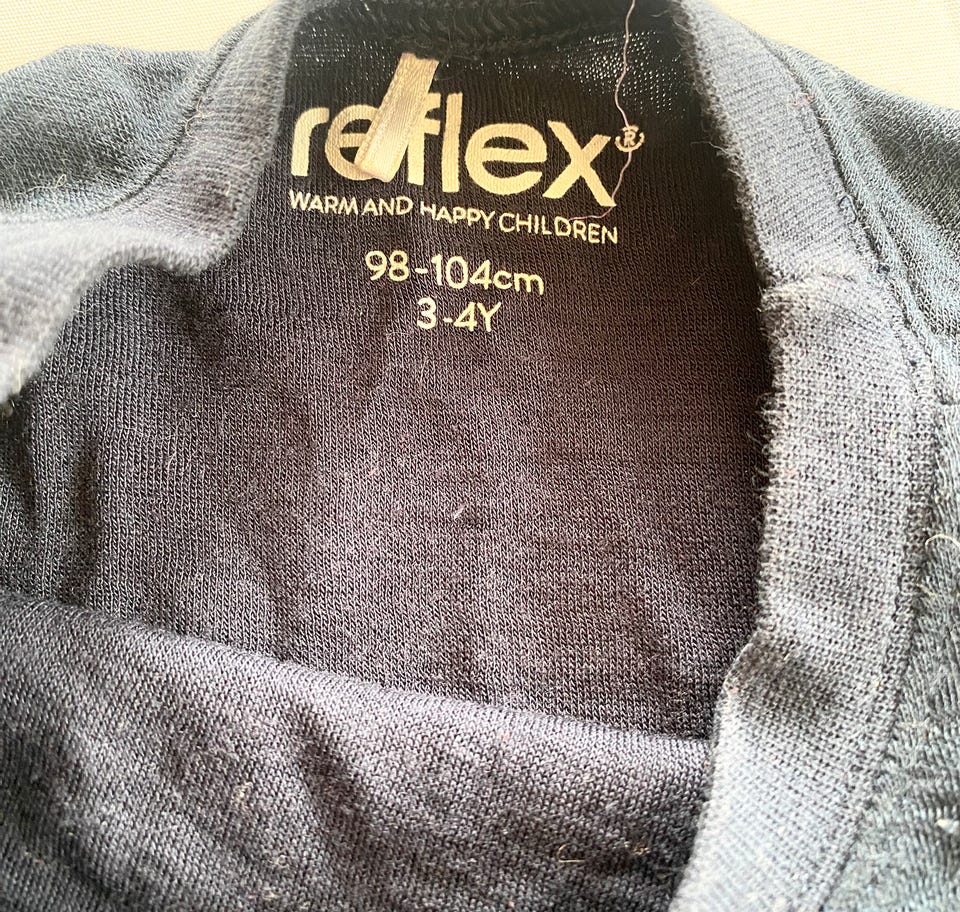 reflex®
WARM AND HAPPY CHILDREN
98-104cm
3-4Y